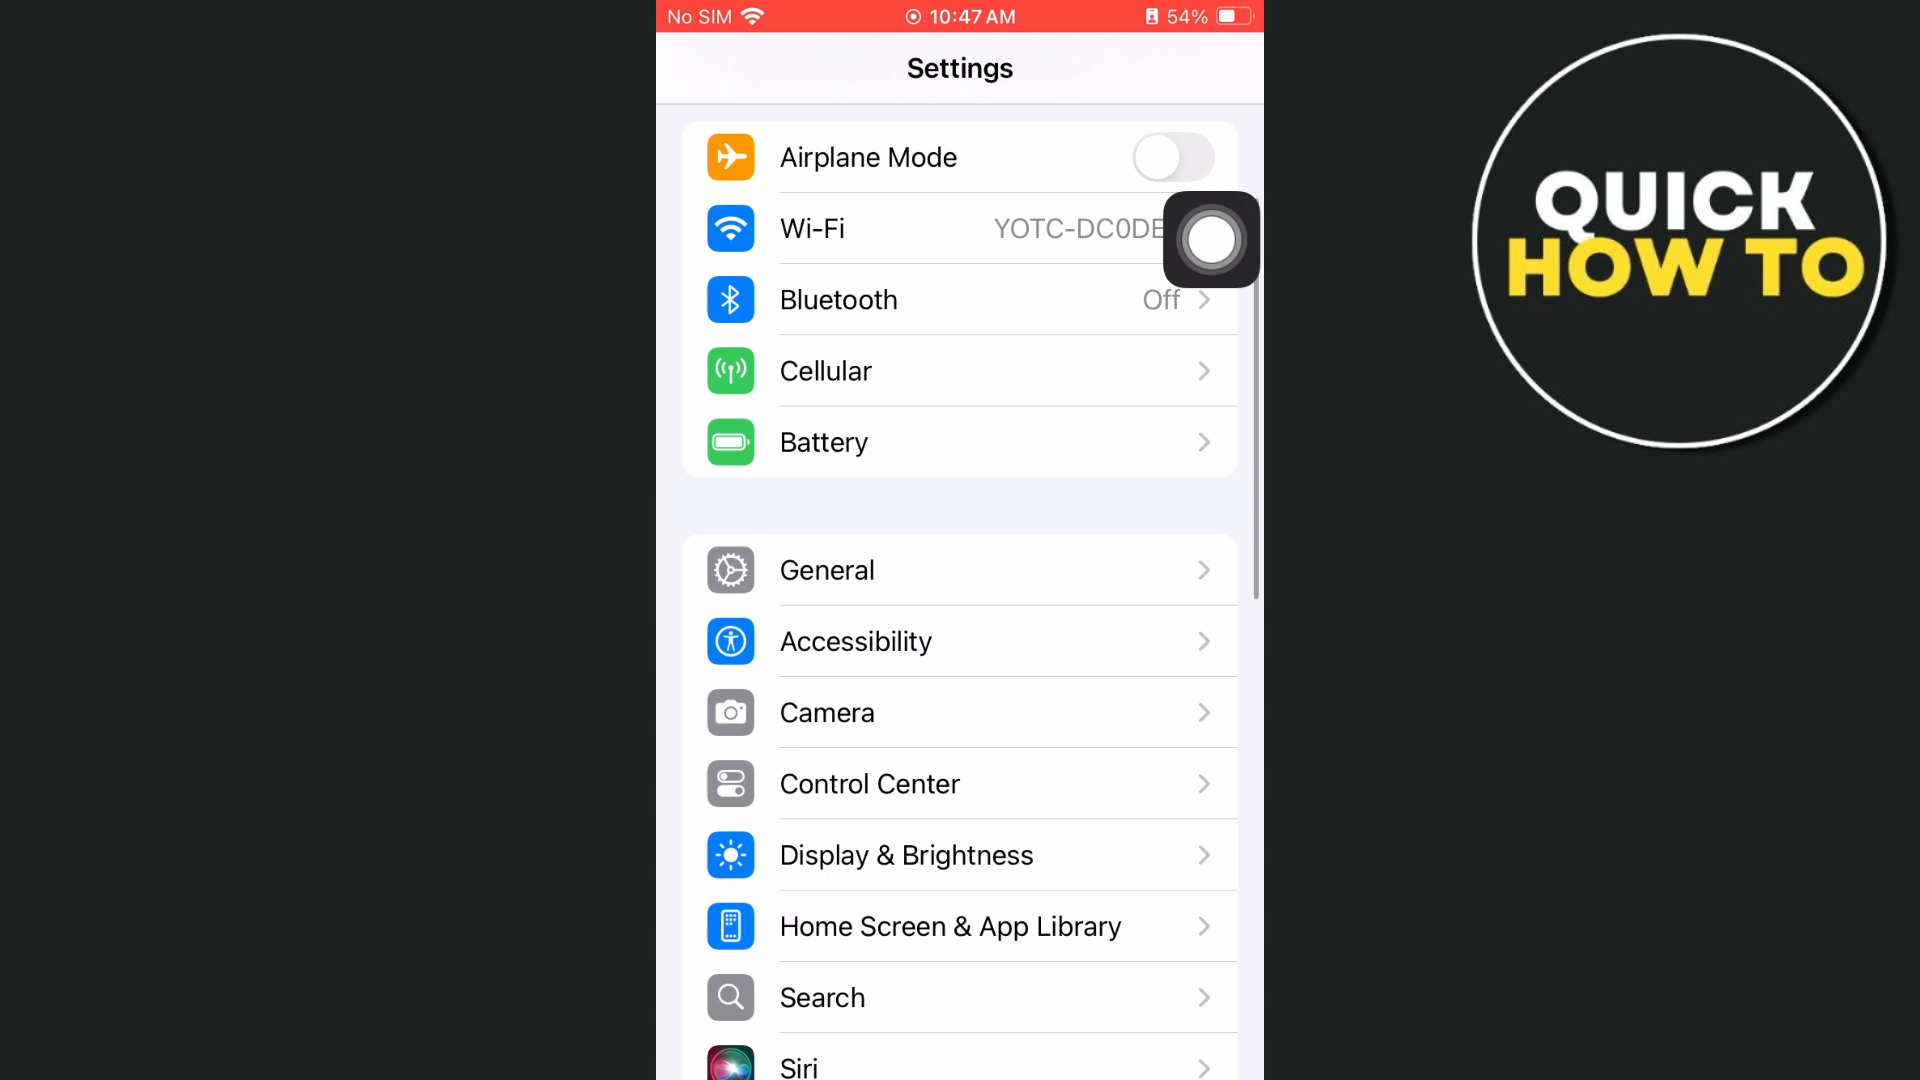 No SIM 10:47 AM 54%
Settings
Airplane Mode
Wi-Fi YOTC-DC0DE
Bluetooth Off
Cellular
Battery
General
Accessibility
Camera
Control Center
Display & Brightness
Home Screen & App Library
Search
Siri
QUICK
HOW TO